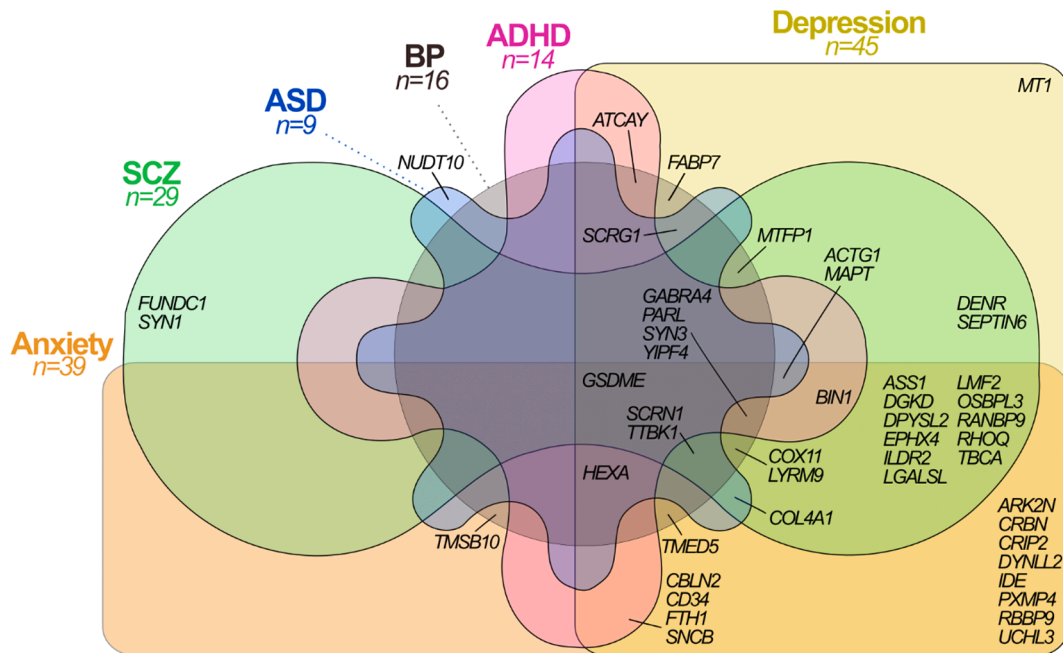 Depression
n=45
ADHD
n=14
BP
n=16
ASD
n=9
SCZ
n=29
Anxiety
n=39
MT1
ATCAY
NUDT10
FABP7
SCRG1
MTFP1
ACTG1
MAPT
GABRA4
PARL
SYN3
YIPF4
FUNDC1
SYN1
DENR
SEPTIN6
GSDME
BIN1
ASS1 LMF2
DGKD OSBPL3
DPYSL2 RANBP9
EPHX4 RHOQ
ILDR2 TBCA
LGALSL
SCRN1
TTBK1
COX11
LYRM9
HEXA
COL4A1
TMSB10
TMED5
ARK2N
CRBN
CRIP2
DYNLL2
IDE
PXMP4
RBBP9
UCHL3
CBLN2
CD34
FTH1
SNCB